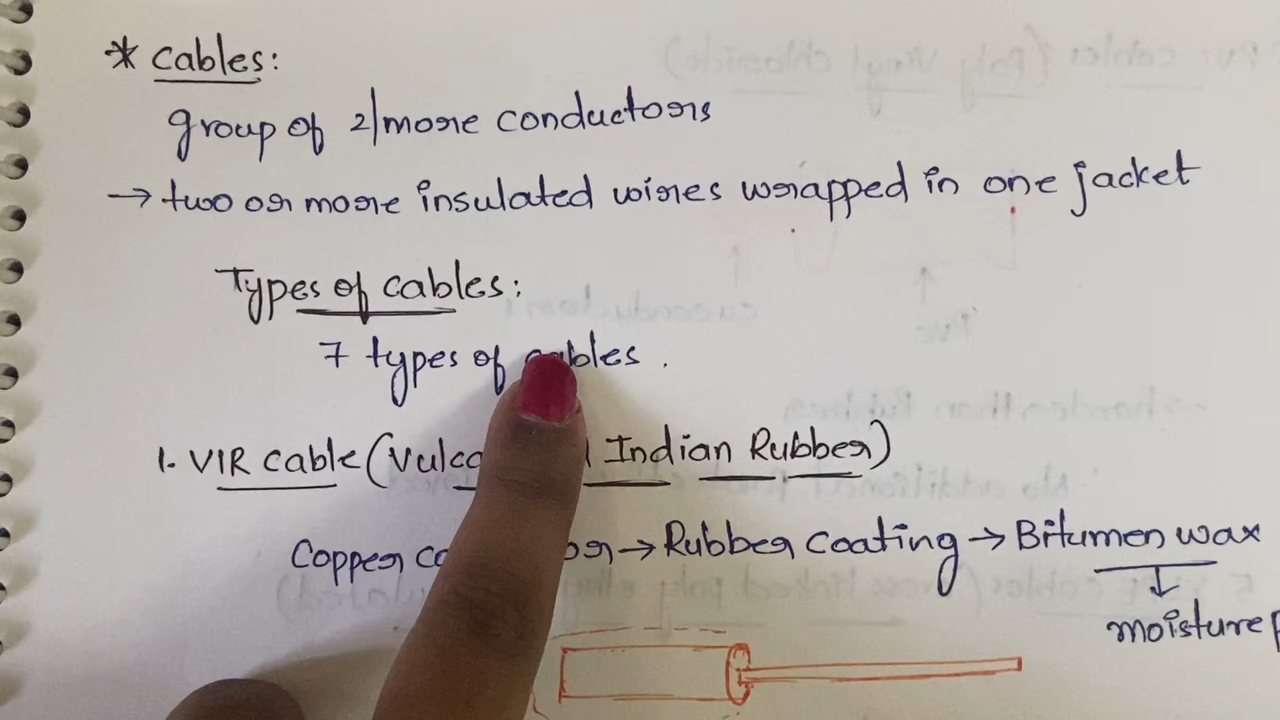 * Cables:
group of 2/more conductors
→ two or more insulated wires wrapped in one jacket
Types of cables:
7 types of cables.
1. VIR Cable (Indian Rubber)
Copper → Rubber Coating → Bitumen wax
↓
moisture